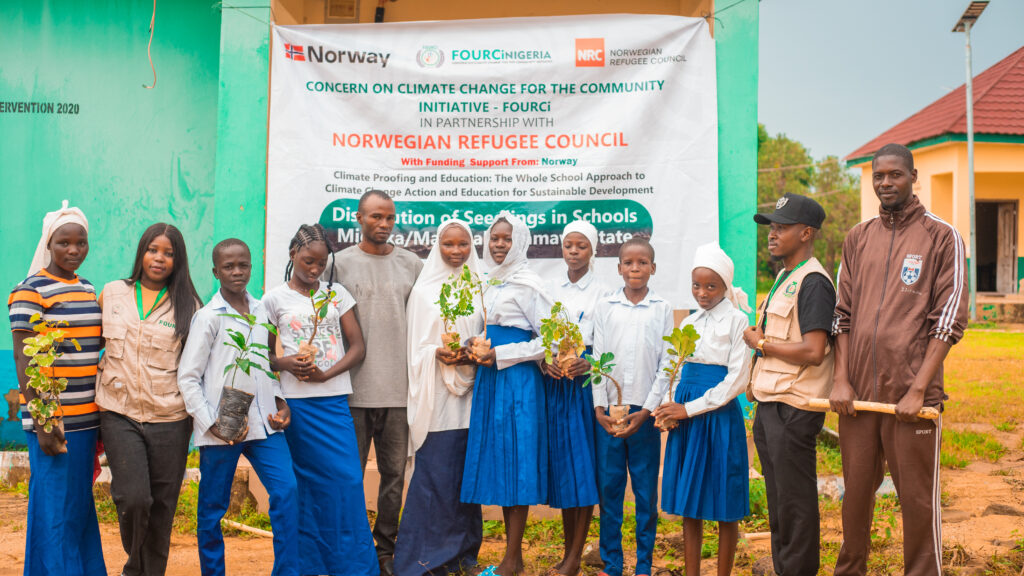 ERVENTION 2020
Norway
FOURCiNIGERIA
NRC
NORWEGIAN
REFUGEE COUNCIL
CONCERN ON CLIMATE CHANGE FOR THE COMMUNITY
INITIATIVE - FOURCi
IN PARTNERSHIP WITH
NORWEGIAN REFUGEE COUNCIL
With Funding Support From: Norway
Climate Proofing and Education: The Whole School Approach to
Climate Change Action and Education for Sustainable Development
Distribution of Seedlings in Schools
SPORT